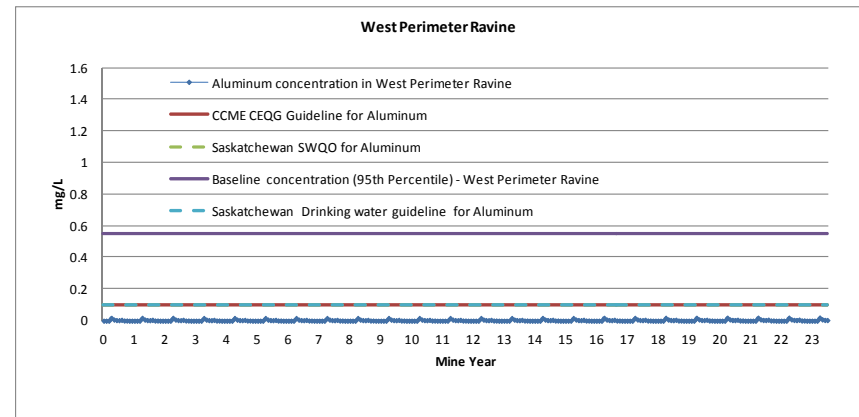 West Perimeter Ravine
1.6
1.4
1.2
1
0.8
0.6
0.4
0.2
0
mg/L
Aluminum concentration in West Perimeter Ravine
CCME CEQG Guideline for Aluminum
Saskatchewan SWQO for Aluminum
Baseline concentration (95th Percentile) - West Perimeter Ravine
Saskatchewan Drinking water guideline for Aluminum
0 1 2 3 4 5 6 7 8 9 10 11 12 13 14 15 16 17 18 19 20 21 22 23
Mine Year